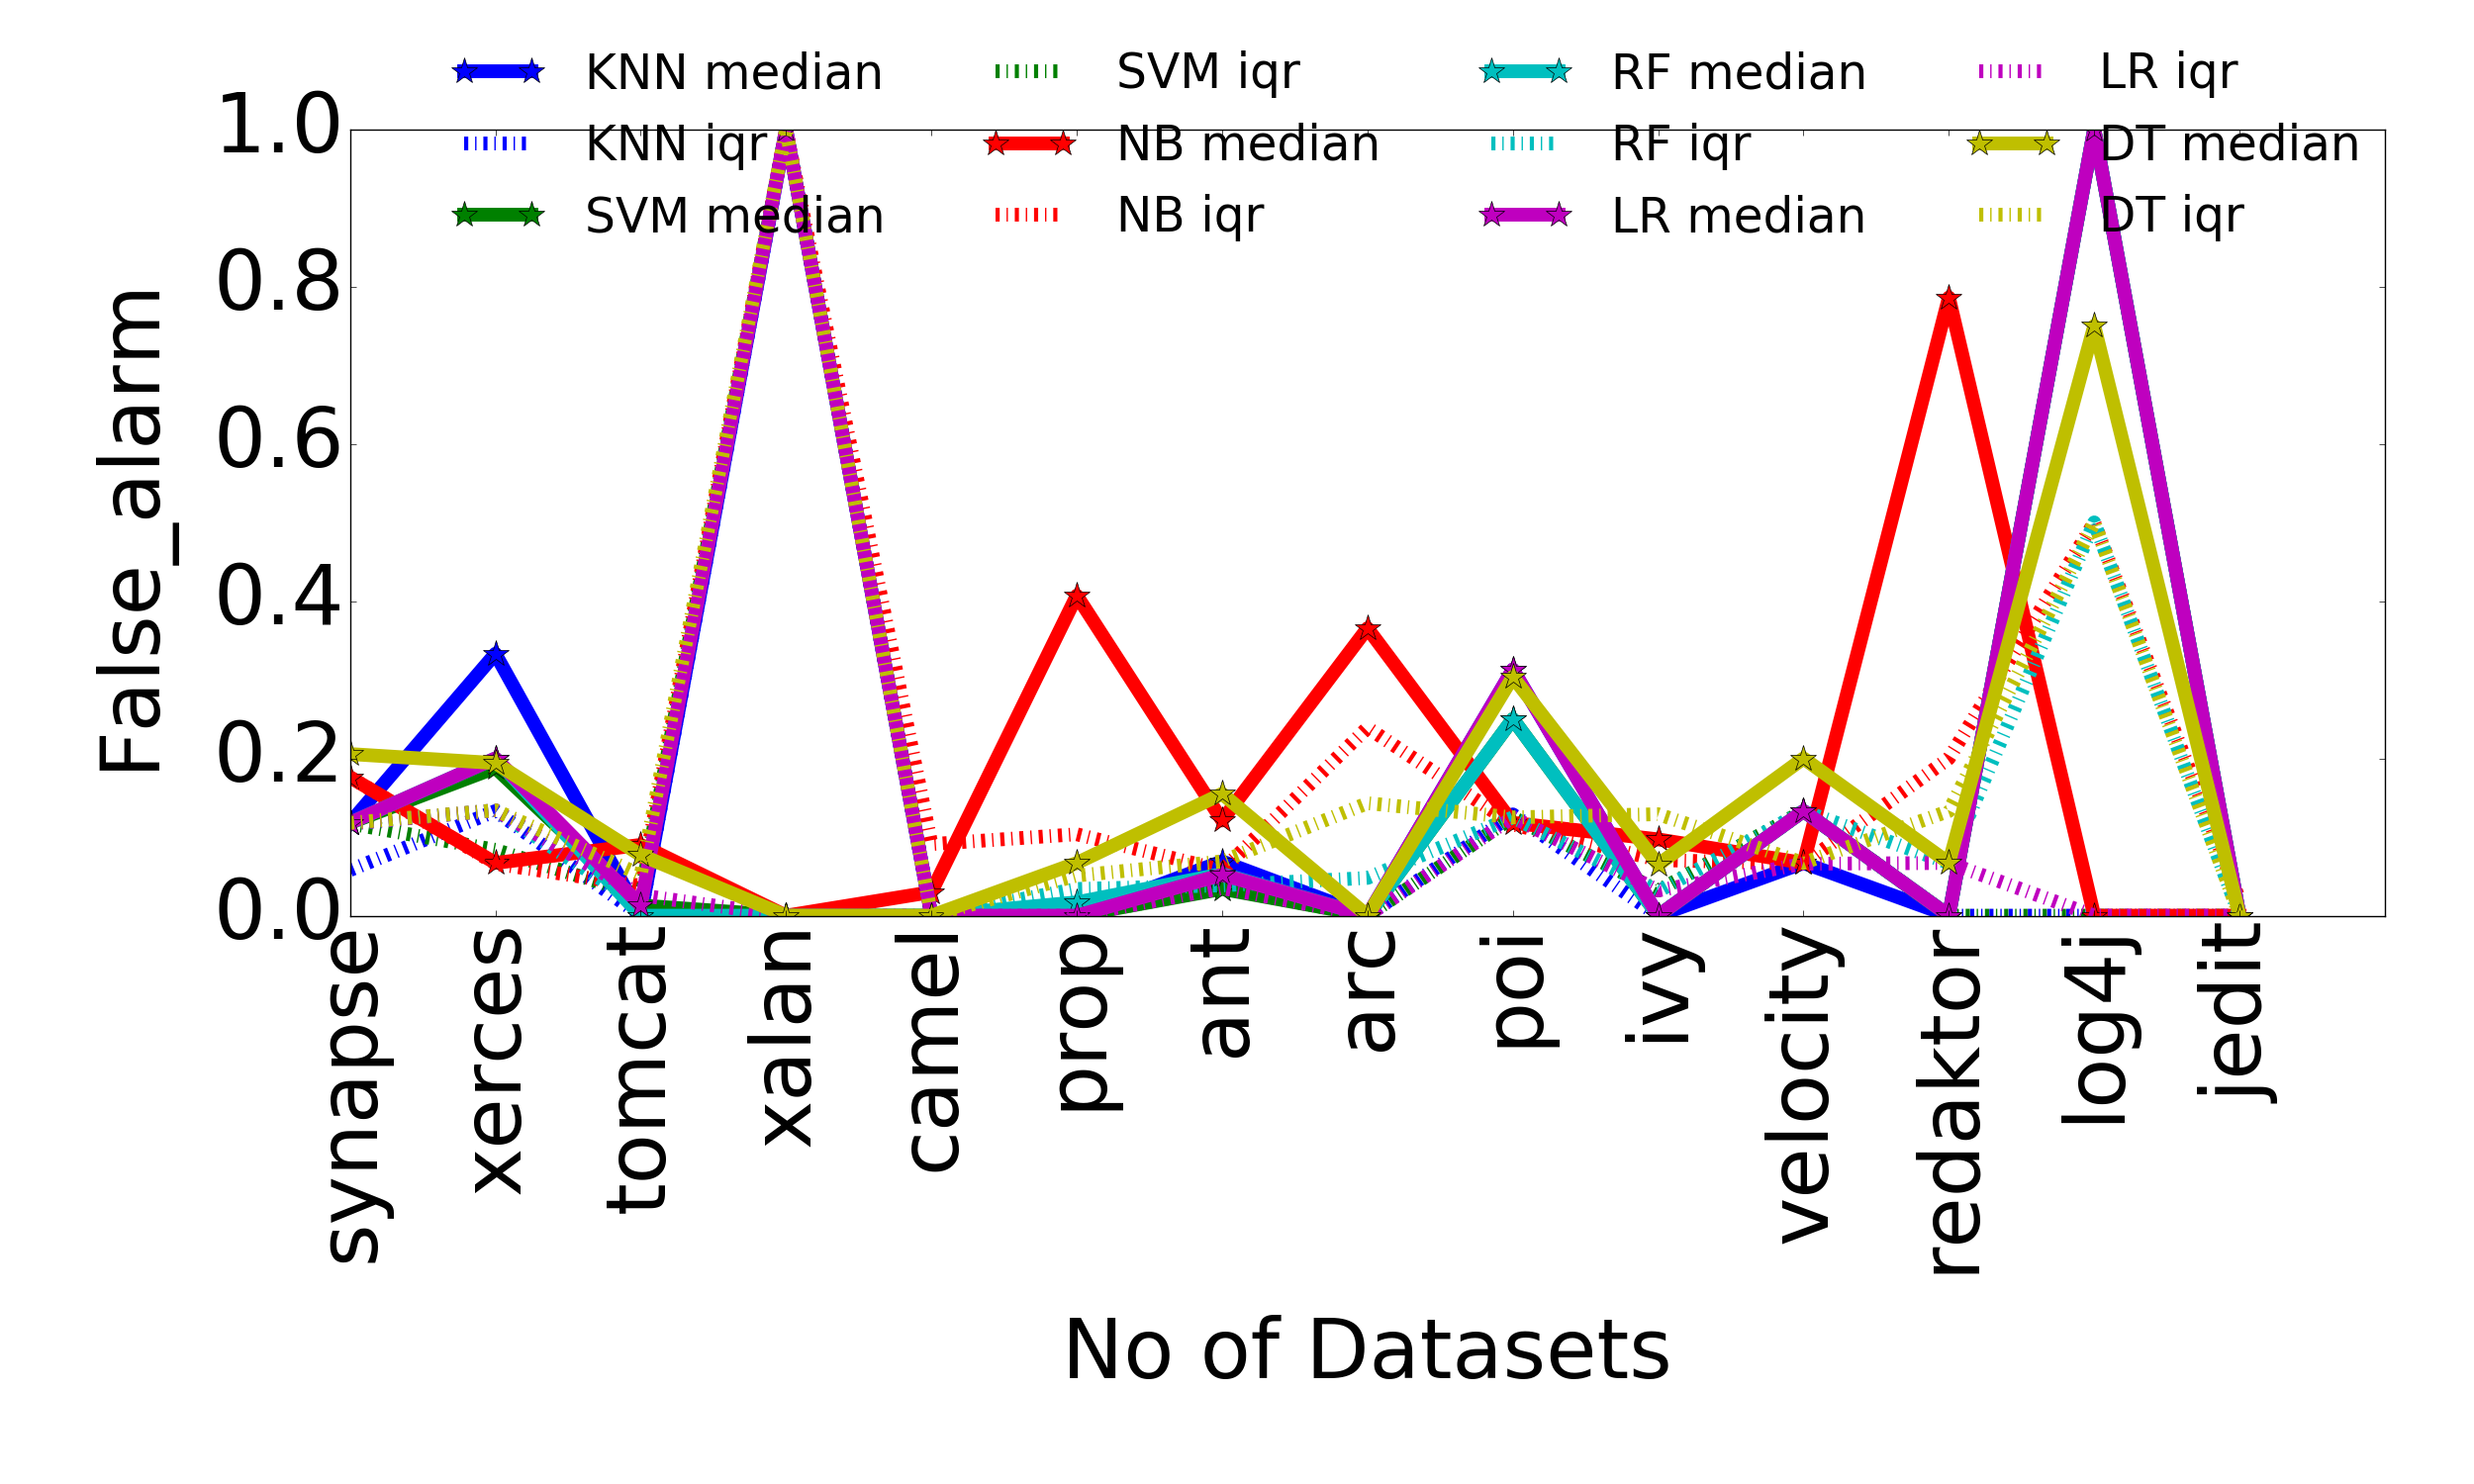 KNN median
KNN iqr
SVM median
SVM iqr
NB median
NB iqr
RF median
RF iqr
LR median
LR iqr
DT median
DT iqr
False_alarm
1.0
0.8
0.6
0.4
0.2
0.0
synapse
xerces
tomcat
xalan
camel
prop
ant
arc
poi
ivy
velocity
redaktor
log4j
jedit
No of Datasets